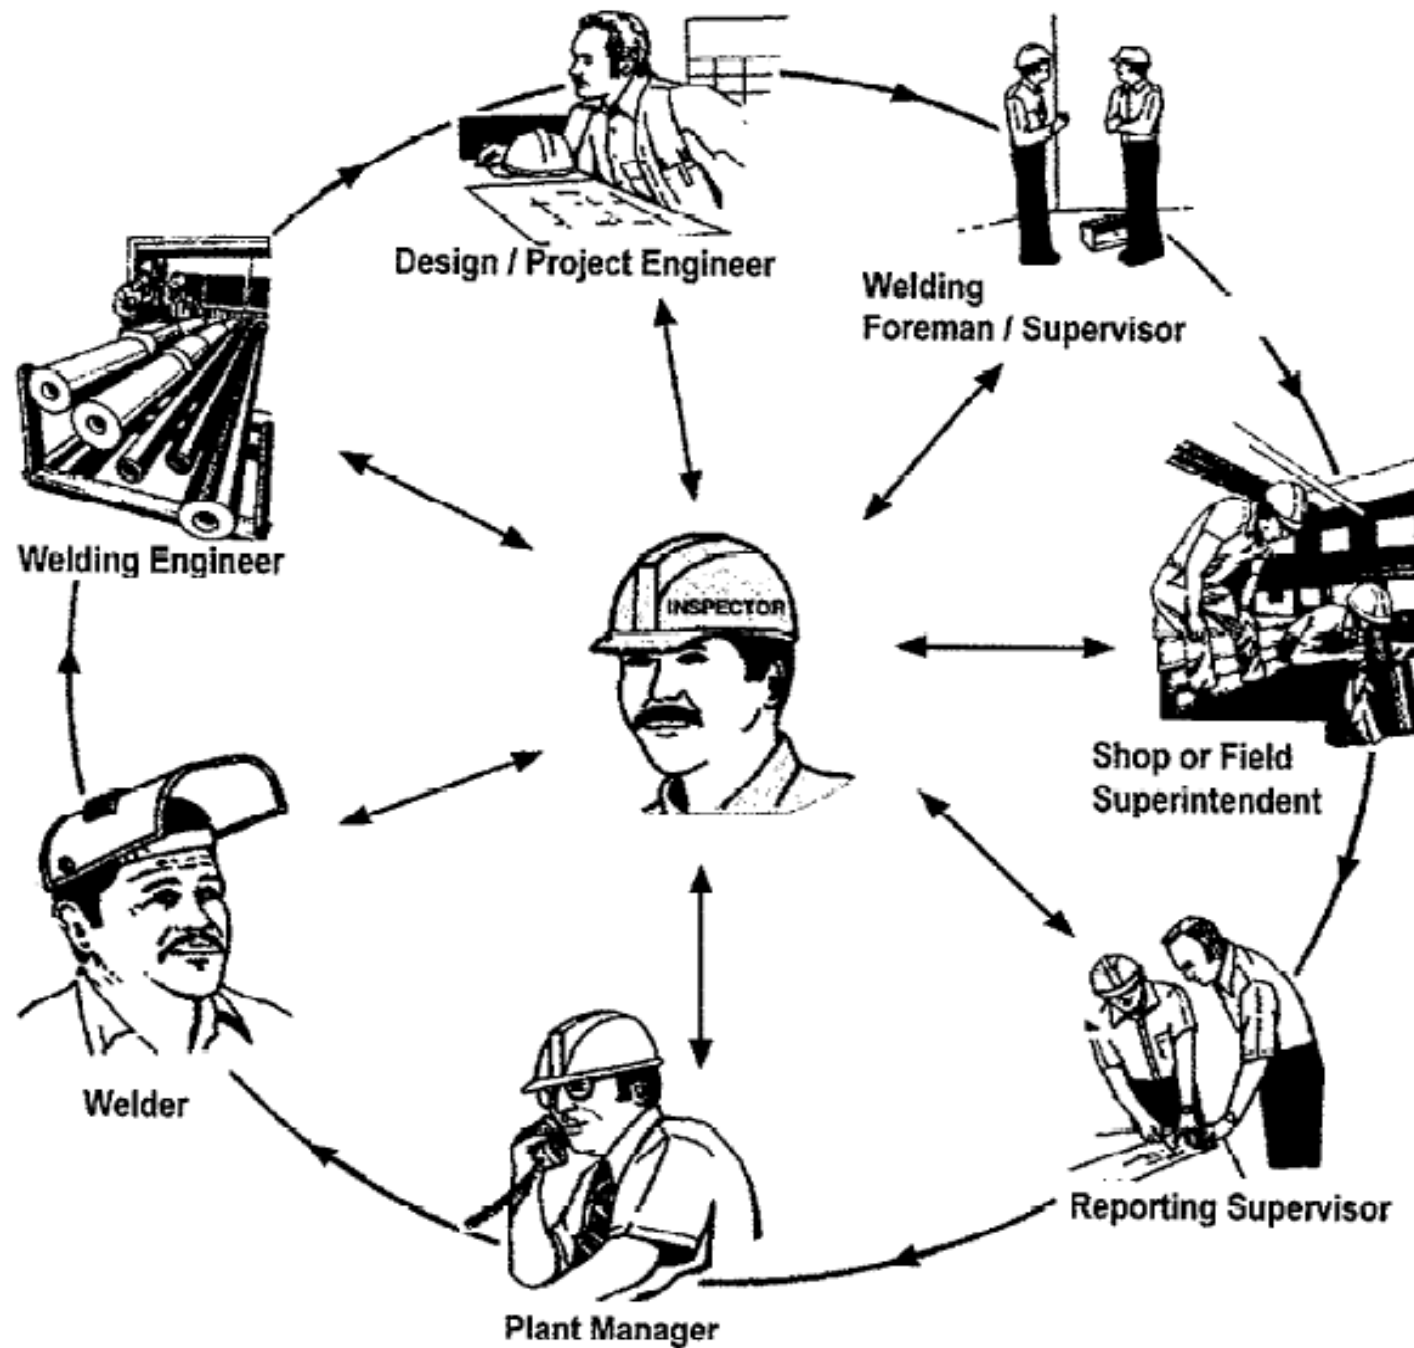 Design / Project Engineer
Welding
Foreman / Supervisor
Welding Engineer
INSPECTOR
Shop or Field
Superintendent
Welder
Reporting Supervisor
Plant Manager